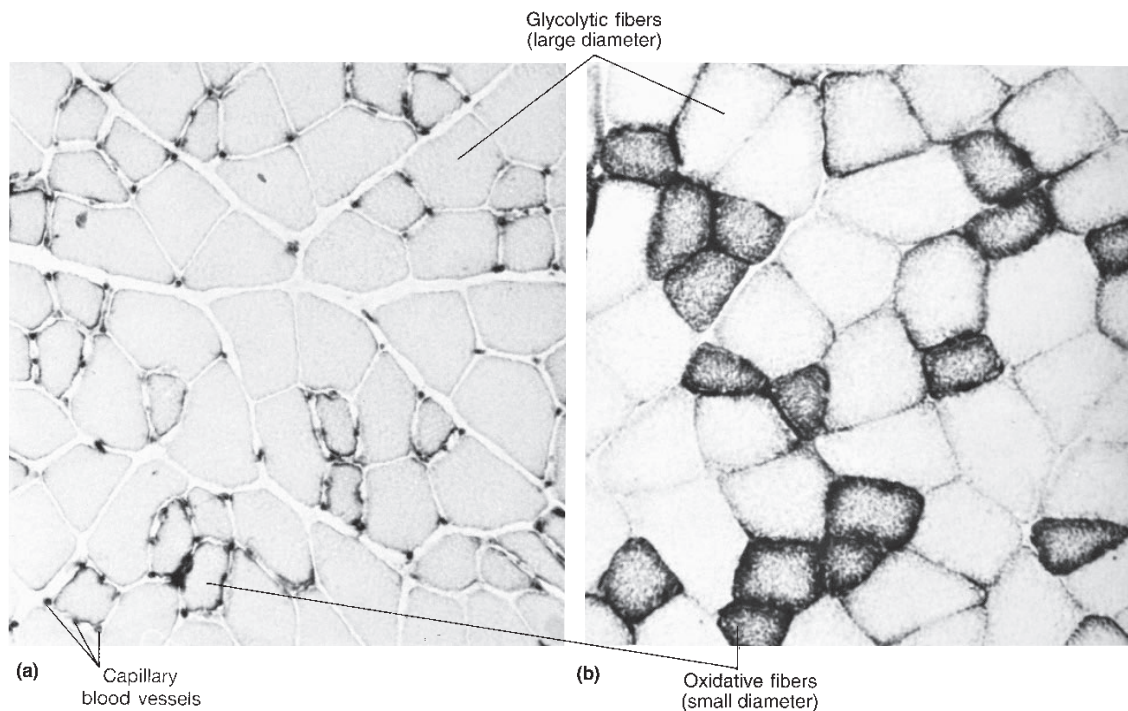 Glycolytic fibers
(large diameter)
(a)
Capillary
blood vessels
(b)
Oxidative fibers
(small diameter)